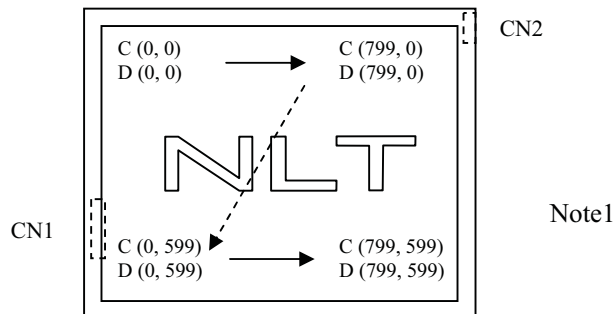 CN2
C (0, 0)
D (0, 0)
C (799, 0)
D (799, 0)
NLT
Note1
CN1
C (0, 599)
D (0, 599)
C (799, 599)
D (799, 599)